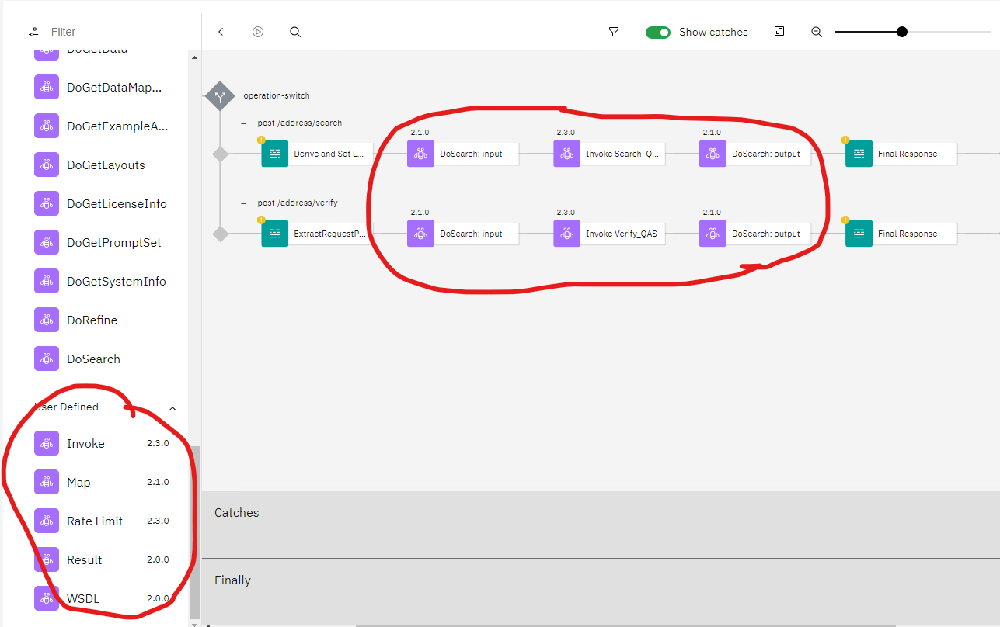 Filter
Show catches
DoGetData
DoGetDataMap...
DoGetExampleA...
DoGetLayouts
DoGetLicenseInfo
DoGetPromptSet
DoGetSystemInfo
DoRefine
DoSearch
User Defined
Invoke 2.3.0
Map 2.1.0
Rate Limit 2.3.0
Result 2.0.0
WSDL 2.0.0
operation-switch
post /address/search
2.1.0 2.3.0 2.1.0
Derive and Set L... DoSearch: input Invoke Search_Q... DoSearch: output Final Response
post /address/verify
2.1.0 2.3.0 2.1.0
ExtractRequestP... DoSearch: input Invoke Verify_QAS DoSearch: output Final Response
Catches
Finally